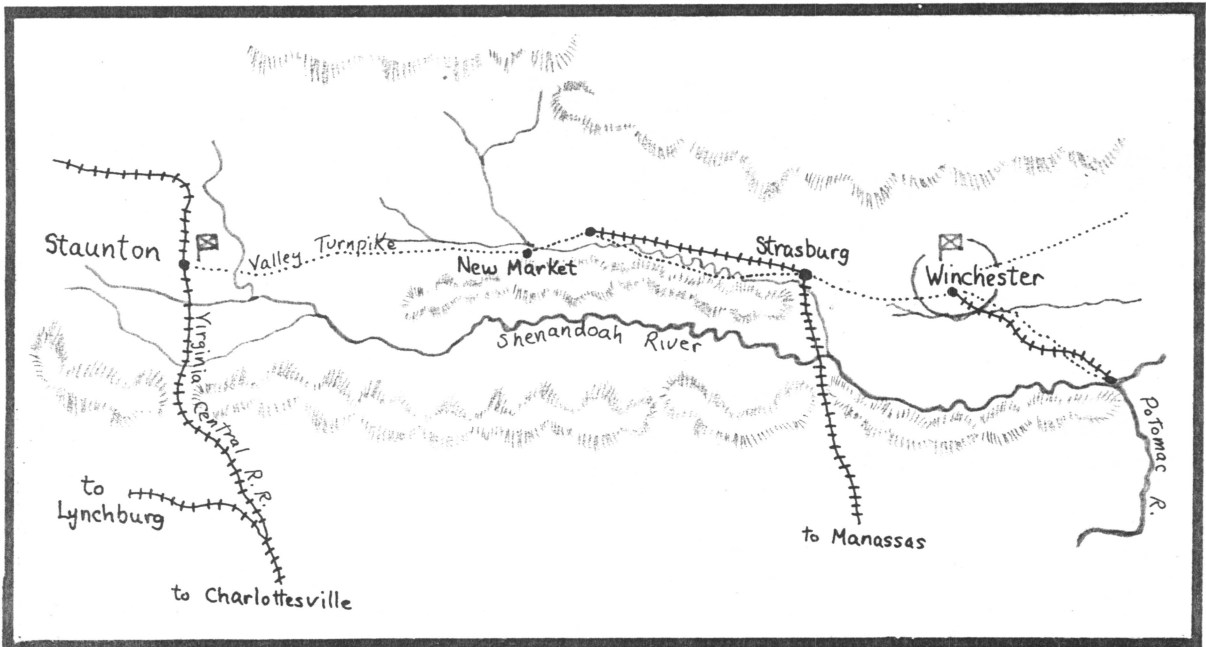 Staunton
Valley Turnpike
New Market
Strasburg
Winchester
Shenandoah River
Virginia Central R.R.
Potomac R.
to
Lynchburg
to Manassas
to Charlottesville